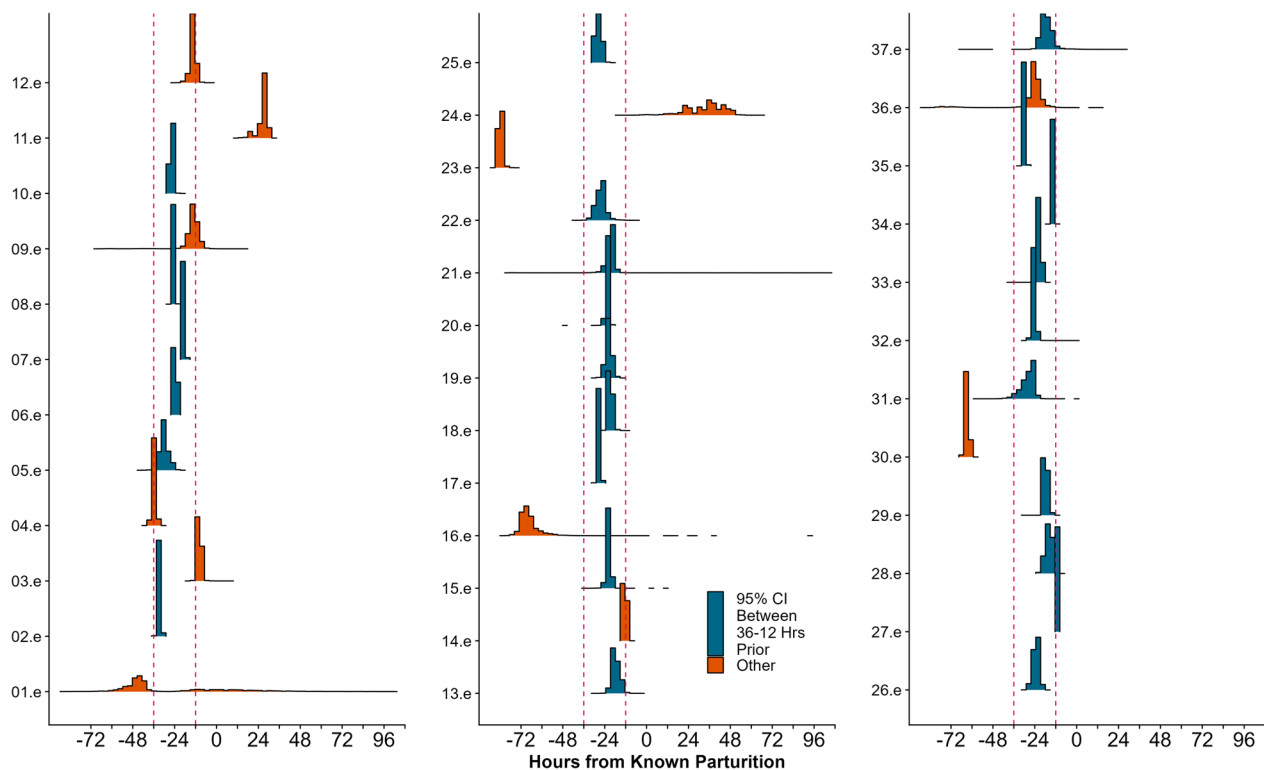 12.e
11.e
10.e
09.e
08.e
07.e
06.e
05.e
04.e
03.e
02.e
01.e
-72 -48 -24 0 24 48 72 96
25.e
24.e
23.e
22.e
21.e
20.e
19.e
18.e
17.e
16.e
15.e
14.e
13.e
95% CI
Between
36-12 Hrs
Prior
Other
-72 -48 -24 0 24 48 72 96
37.e
36.e
35.e
34.e
33.e
32.e
31.e
30.e
29.e
28.e
27.e
26.e
-72 -48 -24 0 24 48 72 96
Hours from Known Parturition